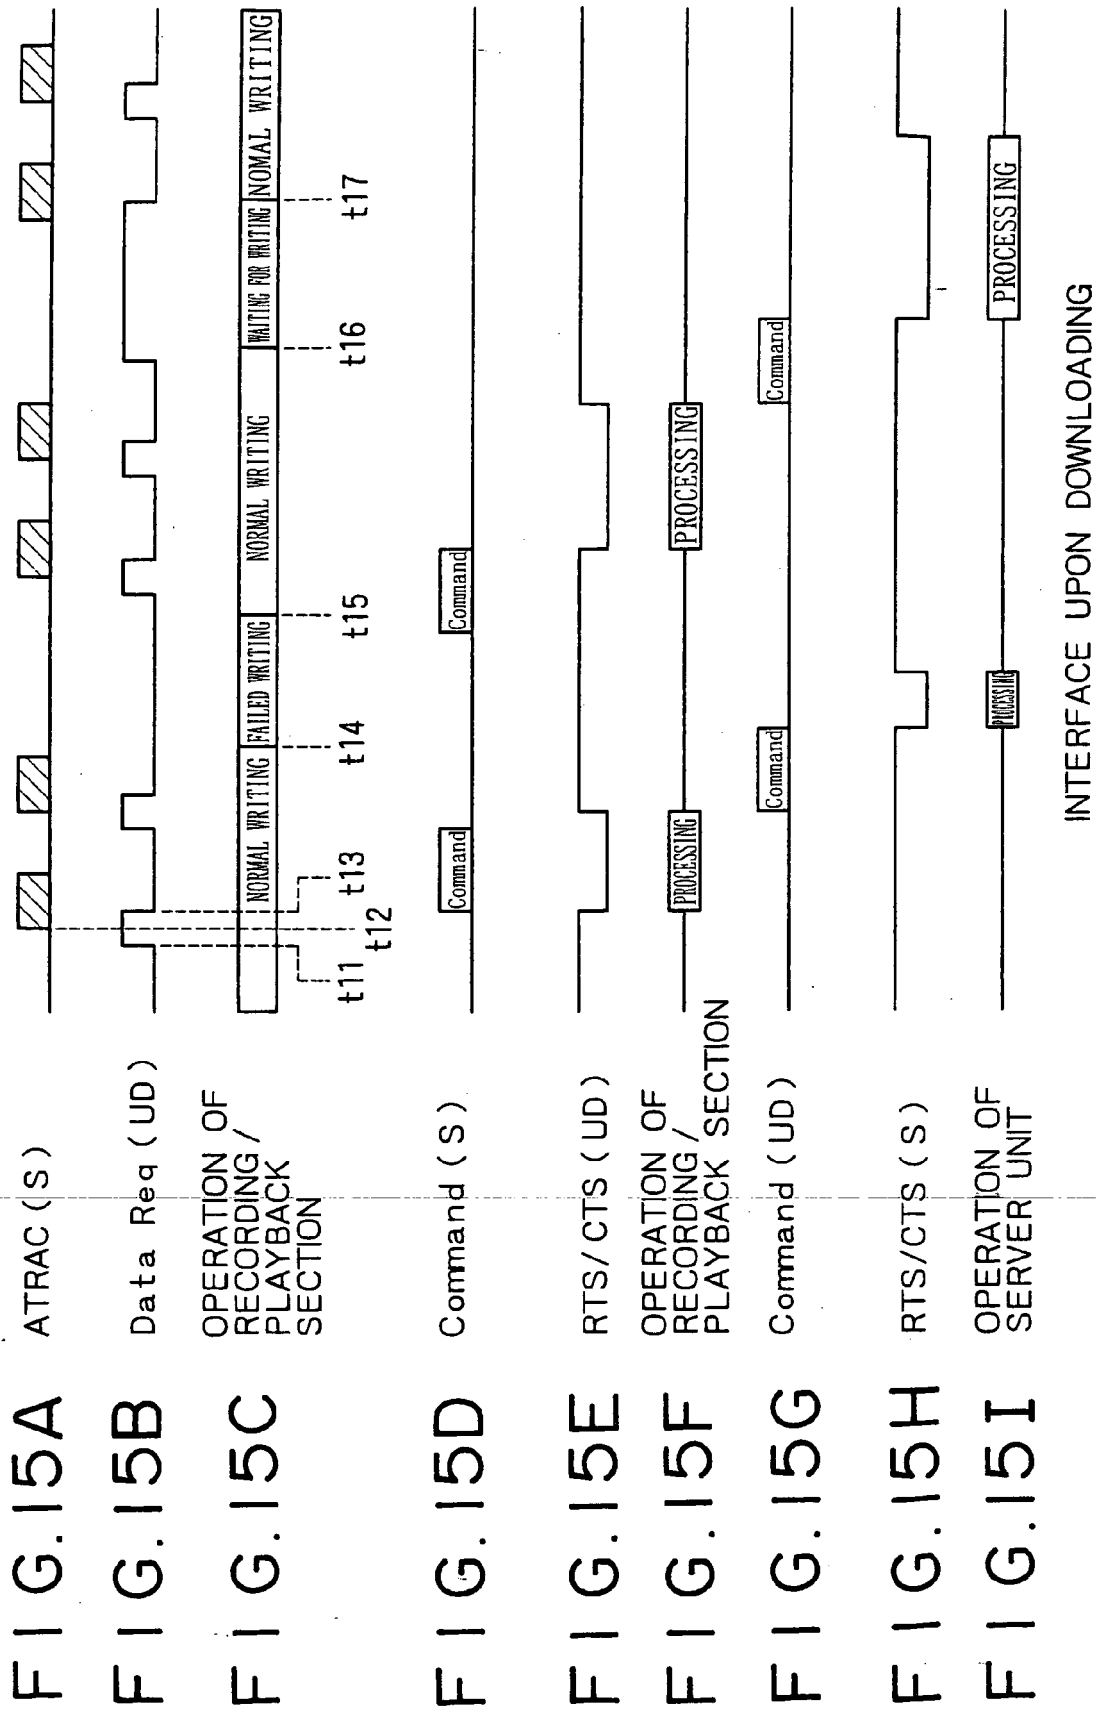 FIG.15A ATRAC(S)
FIG.15B Data Req(UD)
FIG.15C OPERATION OF
RECORDING/
PLAYBACK
SECTION
NORMAL WRITING FAILED WRITING NORMAL WRITING WAITING FOR WRITING NOMAL WRITING
t11 t12 t13 t14 t15 t16 t17
FIG.15D Command(S)
Command Command
FIG.15E RTS/CTS(UD)
FIG.15F OPERATION OF
RECORDING/
PLAYBACK SECTION
PROCESSING PROCESSING
FIG.15G Command(UD)
Command Command
FIG.15H RTS/CTS(S)
FIG.15I OPERATION OF
SERVER UNIT
PROCESSING PROCESSING
INTERFACE UPON DOWNLOADING